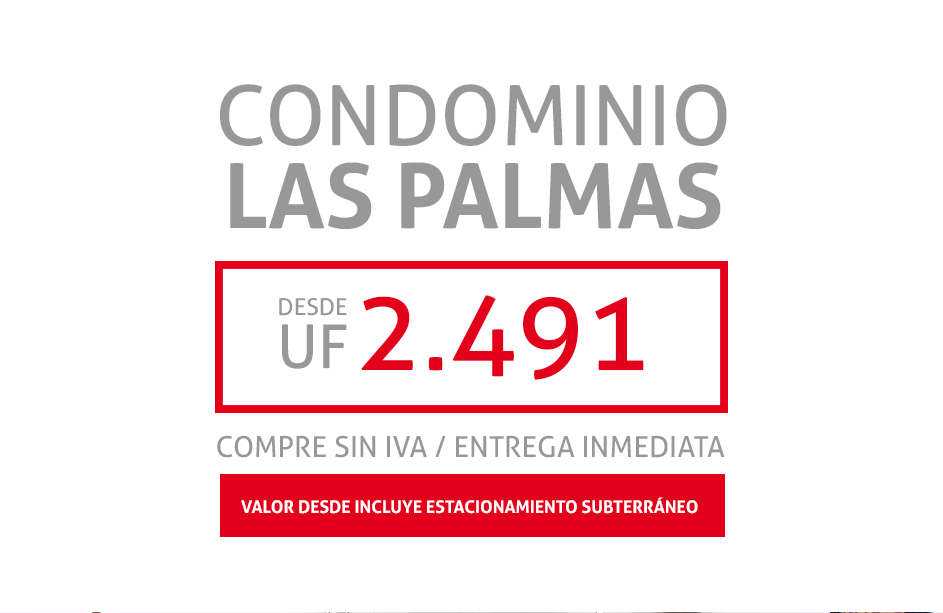 CONDOMINIO
LAS PALMAS
DESDE
UF 2.491
COMPRE SIN IVA / ENTREGA INMEDIATA
VALOR DESDE INCLUYE ESTACIONAMIENTO SUBTERRÁNEO